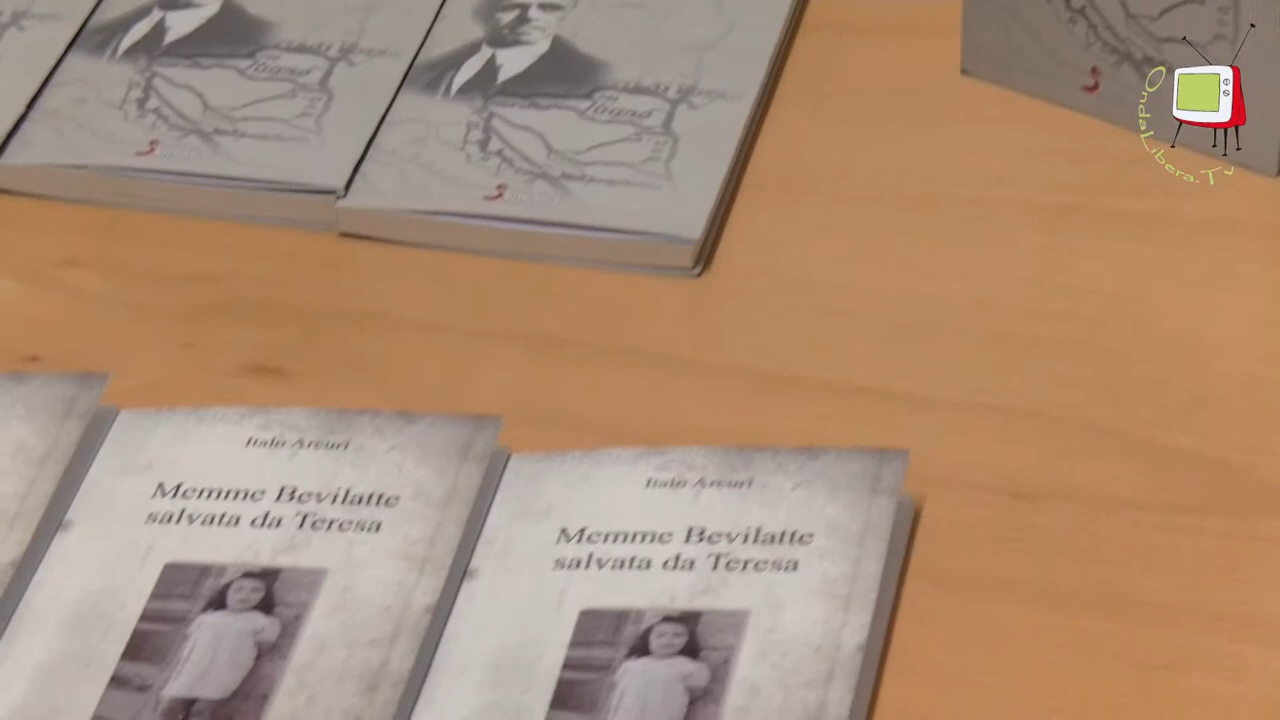 OndaLibera.Tv
Italo Arcuri
Memme Bevilatte
salvata da Teresa
Italo Arcuri
Memme Bevilatte
salvata da Teresa